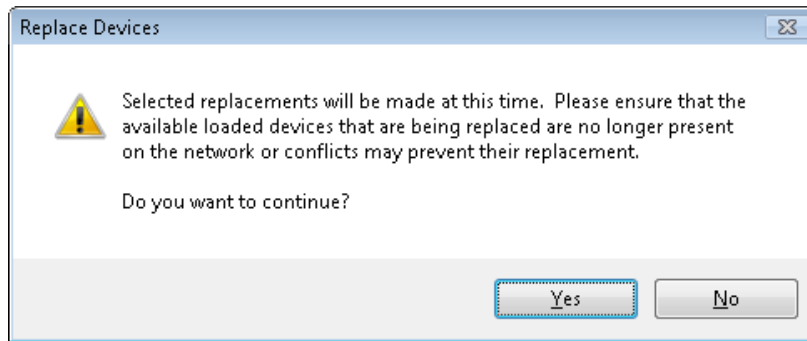 Replace Devices
Selected replacements will be made at this time.  Please ensure that the
available loaded devices that are being replaced are no longer present
on the network or conflicts may prevent their replacement.
Do you want to continue?
Yes
No